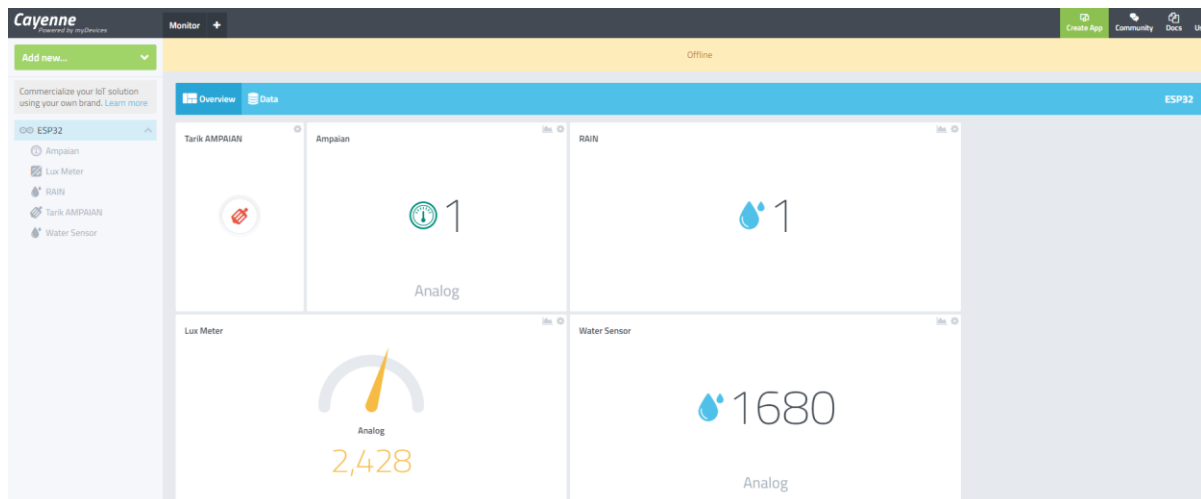 Cayenne
Powered by myDevices
Monitor +
Create App
Community
Docs
Add new...
Offline
Commercialize your IoT solution
using your own brand. Learn more
Overview
Data
ESP32
ESP32
Ampaian
Lux Meter
RAIN
Tarik AMPAIAN
Water Sensor
Tarik AMPAIAN
Ampaian
1
Analog
RAIN
1
Lux Meter
Analog
2,428
Water Sensor
1680
Analog